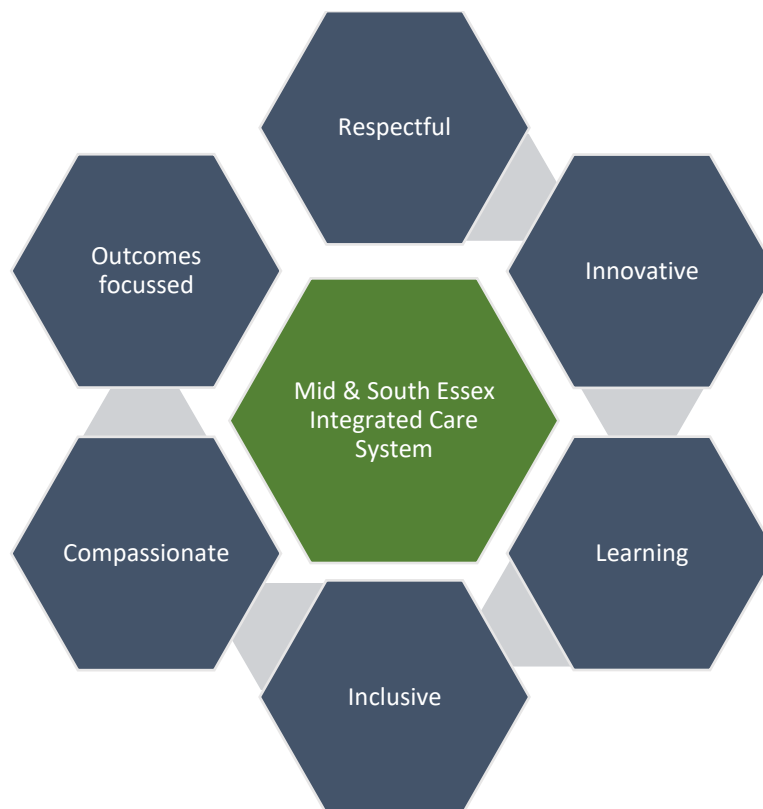 Respectful
Outcomes
focussed
Innovative
Mid & South Essex
Integrated Care
System
Compassionate
Learning
Inclusive